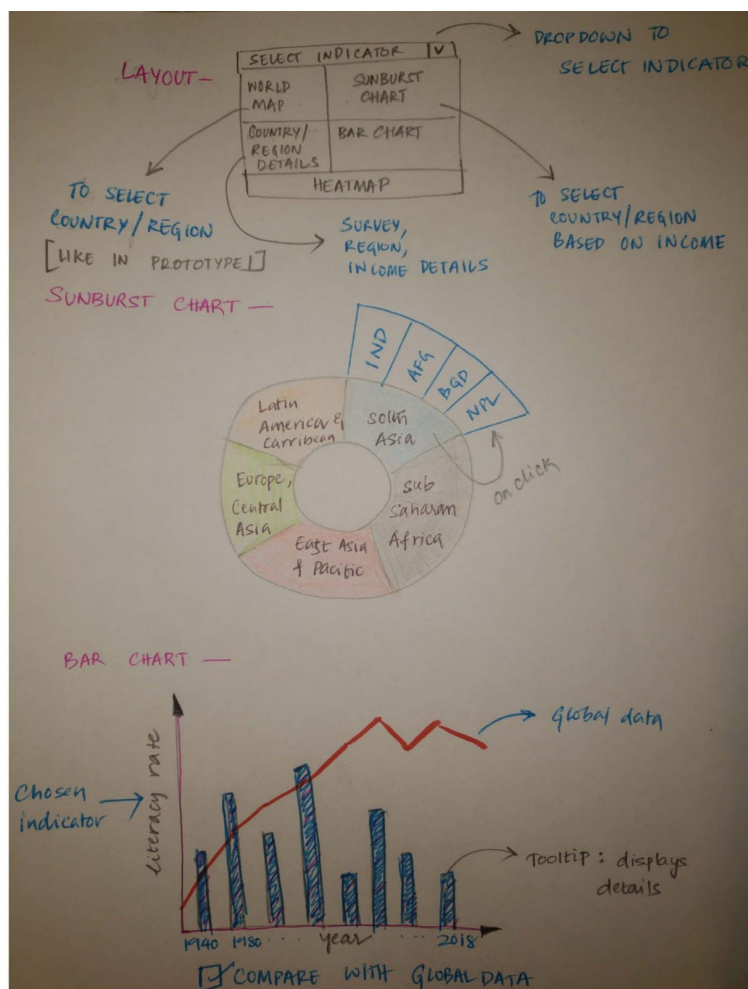 LAYOUT -
SELECT INDICATOR V
WORLD
MAP
SUNBURST
CHART
COUNTRY/
REGION
DETAILS
BAR CHART
HEATMAP
DROPDOWN TO
SELECT INDICATOR
TO SELECT
COUNTRY/REGION
[LIKE IN PROTOTYPE 1]
SURVEY,
REGION,
INCOME DETAILS
TO SELECT
COUNTRY/REGION
BASED ON INCOME
SUNBURST CHART -
IND
AFG
BGD
NPL
Latin
America &
Carribean
South
Asia
on click
Europe,
Central
Asia
Sub
Saharan
Africa
East Asia
& Pacific
BAR CHART -
Global data
Chosen
indicator
literacy rate
Tooltip : displays
details
1940 1980 .... year .... 2018
COMPARE WITH GLOBAL DATA